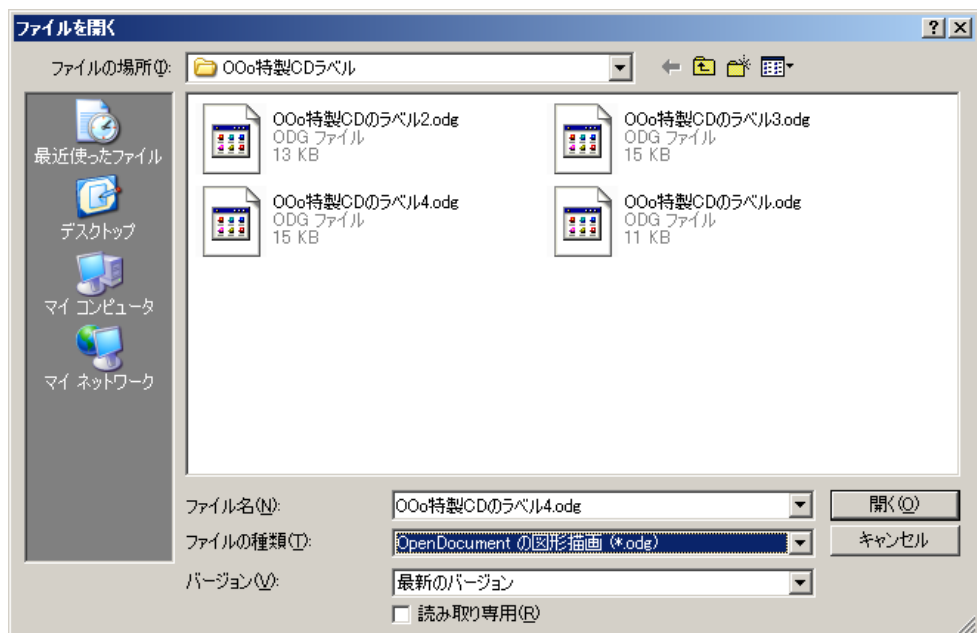 ファイルを開く
ファイルの場所(I):
OOo特製CDラベル
最近使ったファイル
デスクトップ
マイ コンピュータ
マイ ネットワーク
OOo特製CDのラベル2.odg
ODG ファイル
13 KB
OOo特製CDのラベル3.odg
ODG ファイル
15 KB
OOo特製CDのラベル4.odg
ODG ファイル
15 KB
OOo特製CDのラベル.odg
ODG ファイル
11 KB
ファイル名(N):
OOo特製CDのラベル4.odg
開く(O)
ファイルの種類(T):
OpenDocument の図形描画 (*.odg)
キャンセル
バージョン(V):
最新のバージョン
読み取り専用(R)